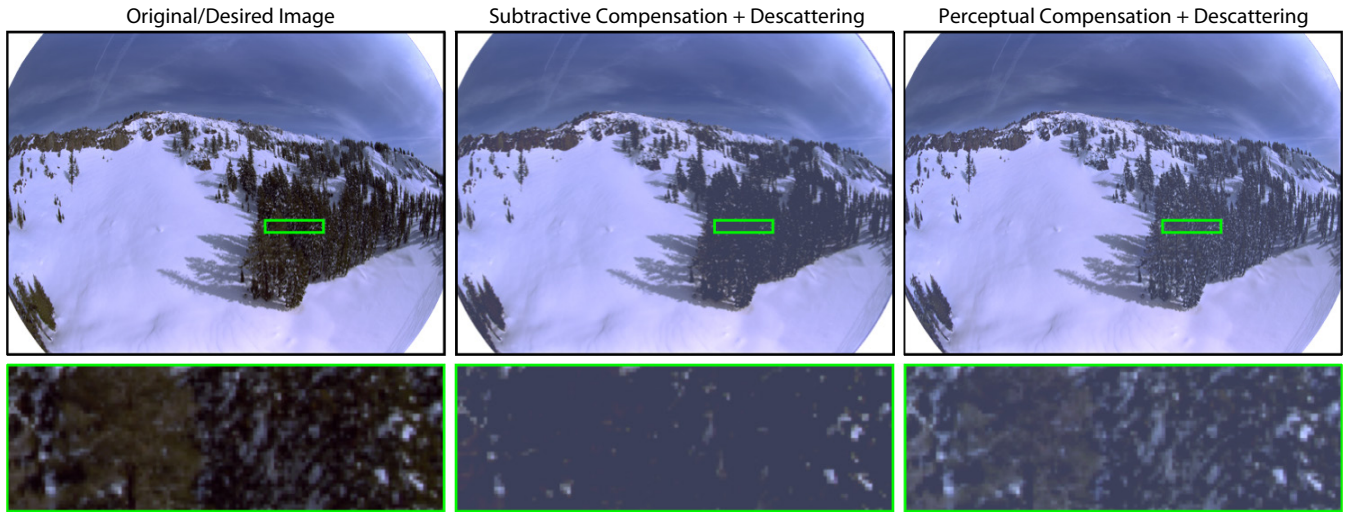 Original/Desired Image
Subtractive Compensation + Descattering
Perceptual Compensation + Descattering